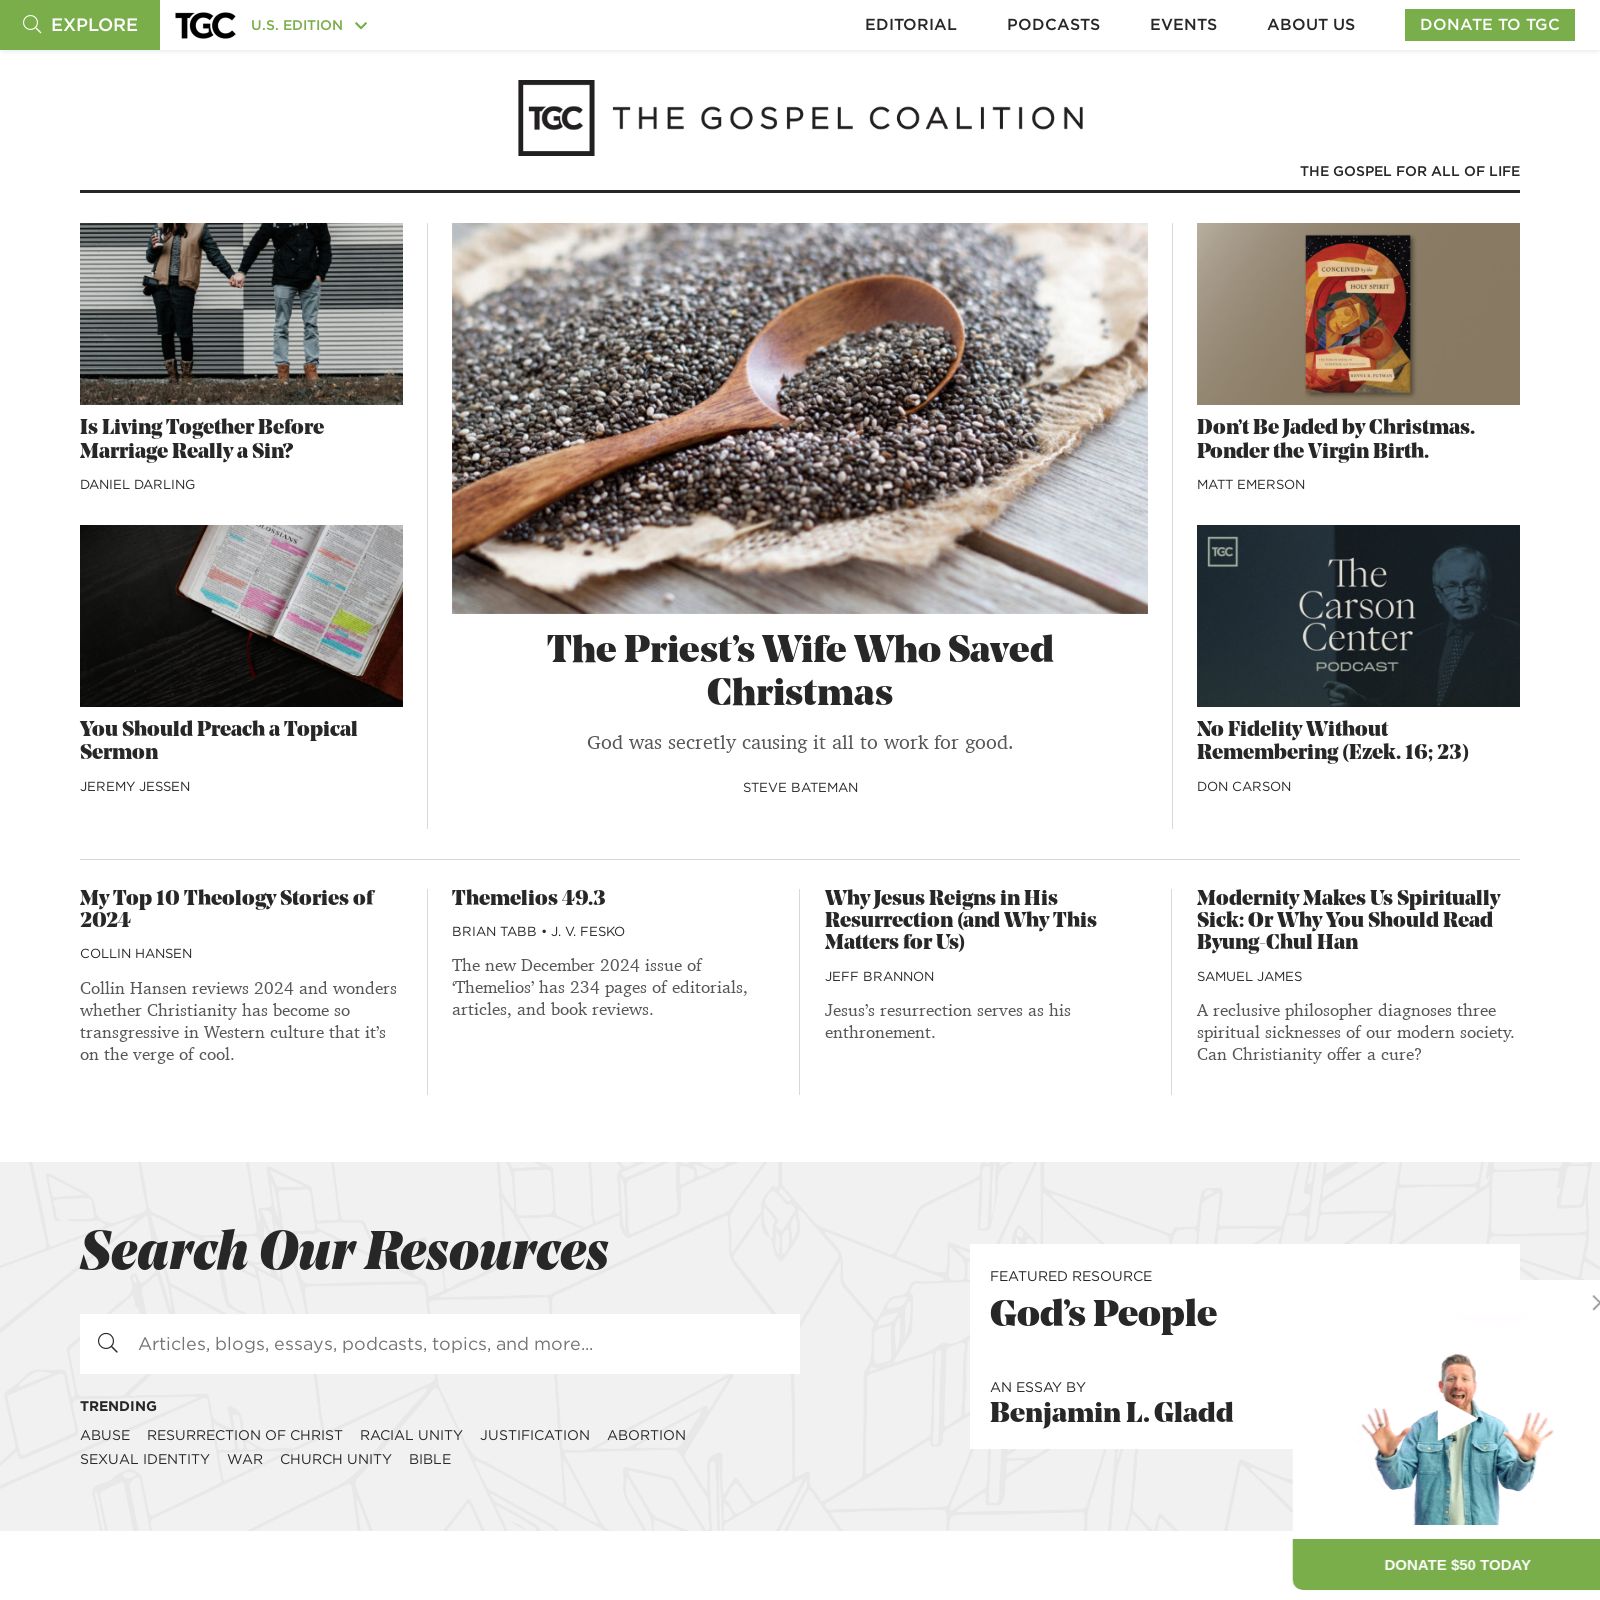 EXPLORE
TGC
U.S. EDITION
EDITORIAL
PODCASTS
EVENTS
ABOUT US
DONATE TO TGC
TGC THE GOSPEL COALITION
THE GOSPEL FOR ALL OF LIFE
Is Living Together Before
Marriage Really a Sin?
DANIEL DARLING
You Should Preach a Topical
Sermon
JEREMY JESSEN
The Priest’s Wife Who Saved
Christmas
God was secretly causing it all to work for good.
STEVE BATEMAN
CONCEIVED by the
HOLY SPIRIT
Don’t Be Jaded by Christmas.
Ponder the Virgin Birth.
MATT EMERSON
TGC
The
Carson
Center
PODCAST
No Fidelity Without
Remembering (Ezek. 16; 23)
DON CARSON
My Top 10 Theology Stories of
2024
COLLIN HANSEN
Collin Hansen reviews 2024 and wonders
whether Christianity has become so
transgressive in Western culture that it’s
on the verge of cool.
Themelios 49.3
BRIAN TABB • J. V. FESKO
The new December 2024 issue of
‘Themelios’ has 234 pages of editorials,
articles, and book reviews.
Why Jesus Reigns in His
Resurrection (and Why This
Matters for Us)
JEFF BRANNON
Jesus’s resurrection serves as his
enthronement.
Modernity Makes Us Spiritually
Sick: Or Why You Should Read
Byung-Chul Han
SAMUEL JAMES
A reclusive philosopher diagnoses three
spiritual sicknesses of our modern society.
Can Christianity offer a cure?
Search Our Resources
Articles, blogs, essays, podcasts, topics, and more...
TRENDING
ABUSE RESURRECTION OF CHRIST RACIAL UNITY JUSTIFICATION ABORTION
SEXUAL IDENTITY WAR CHURCH UNITY BIBLE
FEATURED RESOURCE
God’s People
AN ESSAY BY
Benjamin L. Gladd
DONATE $50 TODAY